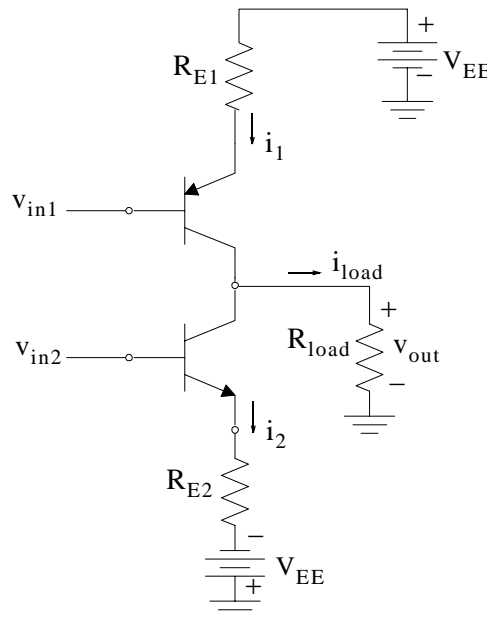 +
R_E1
V_EE
−
i_1
v_in1
i_load
+
R_load
v_out
v_in2
−
i_2
R_E2
−
V_EE
+